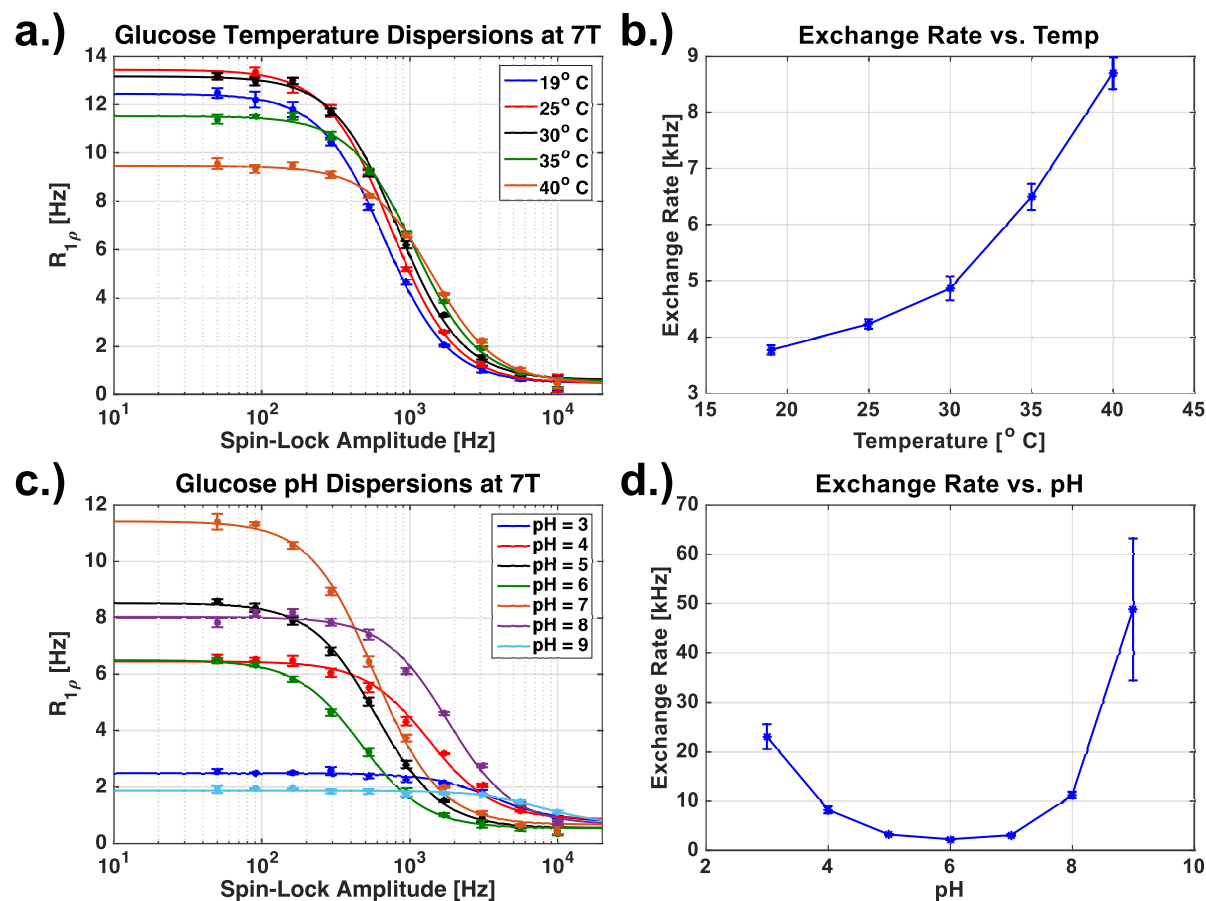 a.)
Glucose Temperature Dispersions at 7T
14
12
10
8
6
4
2
0
R1ρ [Hz]
10^1
10^2
10^3
10^4
Spin-Lock Amplitude [Hz]
19° C
25° C
30° C
35° C
40° C
b.)
Exchange Rate vs. Temp
9
8
7
6
5
4
3
Exchange Rate [kHz]
15
20
25
30
35
40
45
Temperature [° C]
c.)
Glucose pH Dispersions at 7T
12
10
8
6
4
2
0
R1ρ [Hz]
10^1
10^2
10^3
10^4
Spin-Lock Amplitude [Hz]
pH = 3
pH = 4
pH = 5
pH = 6
pH = 7
pH = 8
pH = 9
d.)
Exchange Rate vs. pH
70
60
50
40
30
20
10
0
Exchange Rate [kHz]
2
4
6
8
10
pH